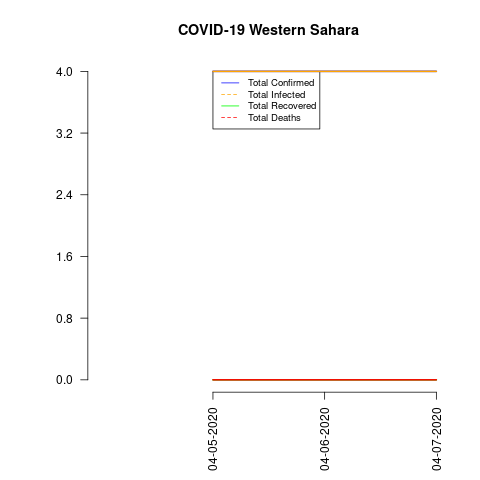 COVID-19 Western Sahara
4.0
3.2
2.4
1.6
0.8
0.0
Total Confirmed
Total Infected
Total Recovered
Total Deaths
04-05-2020
04-06-2020
04-07-2020